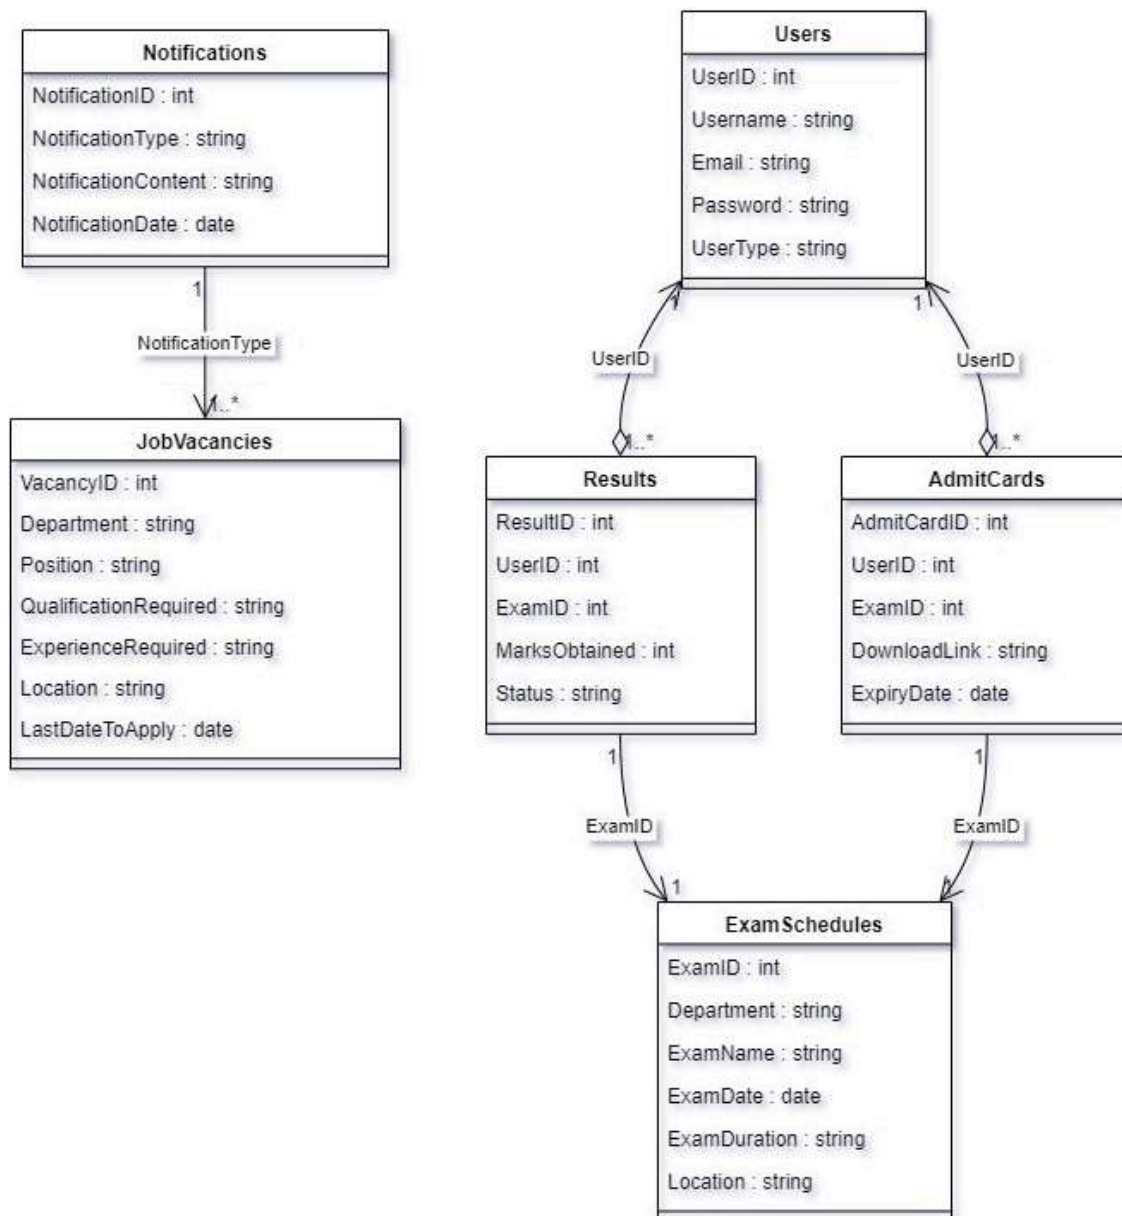 Notifications
NotificationID : int
NotificationType : string
NotificationContent : string
NotificationDate : date
1
NotificationType
1..*
JobVacancies
VacancyID : int
Department : string
Position : string
QualificationRequired : string
ExperienceRequired : string
Location : string
LastDateToApply : date
Users
UserID : int
Username : string
Email : string
Password : string
UserType : string
1
1
UserID
UserID
1..*
1..*
Results
ResultID : int
UserID : int
ExamID : int
MarksObtained : int
Status : string
AdmitCards
AdmitCardID : int
UserID : int
ExamID : int
DownloadLink : string
ExpiryDate : date
1
1
ExamID
ExamID
1
1
ExamSchedules
ExamID : int
Department : string
ExamName : string
ExamDate : date
ExamDuration : string
Location : string